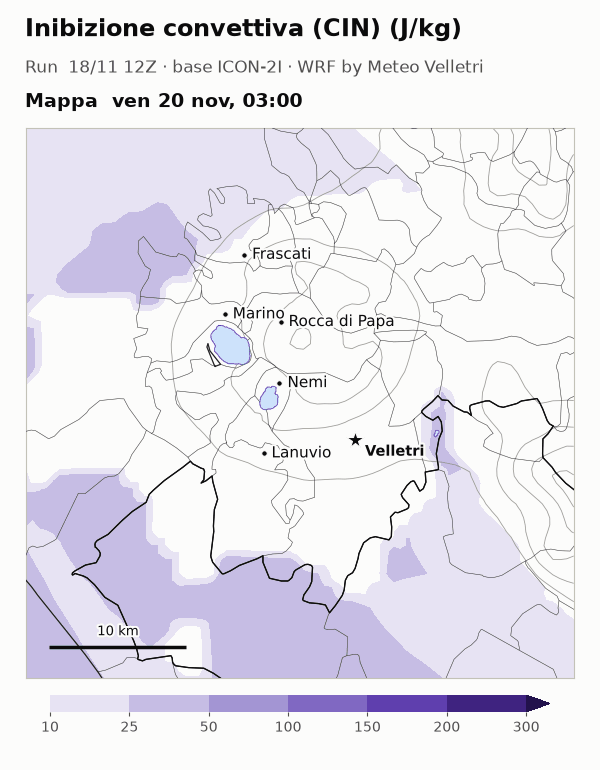 Inibizione convettiva (CIN) (J/kg)
Run  18/11 12Z · base ICON-2I · WRF by Meteo Velletri
Mappa  ven 20 nov, 03:00
Frascati
Marino
Rocca di Papa
Nemi
Velletri
Lanuvio
10 km
10 25 50 100 150 200 300